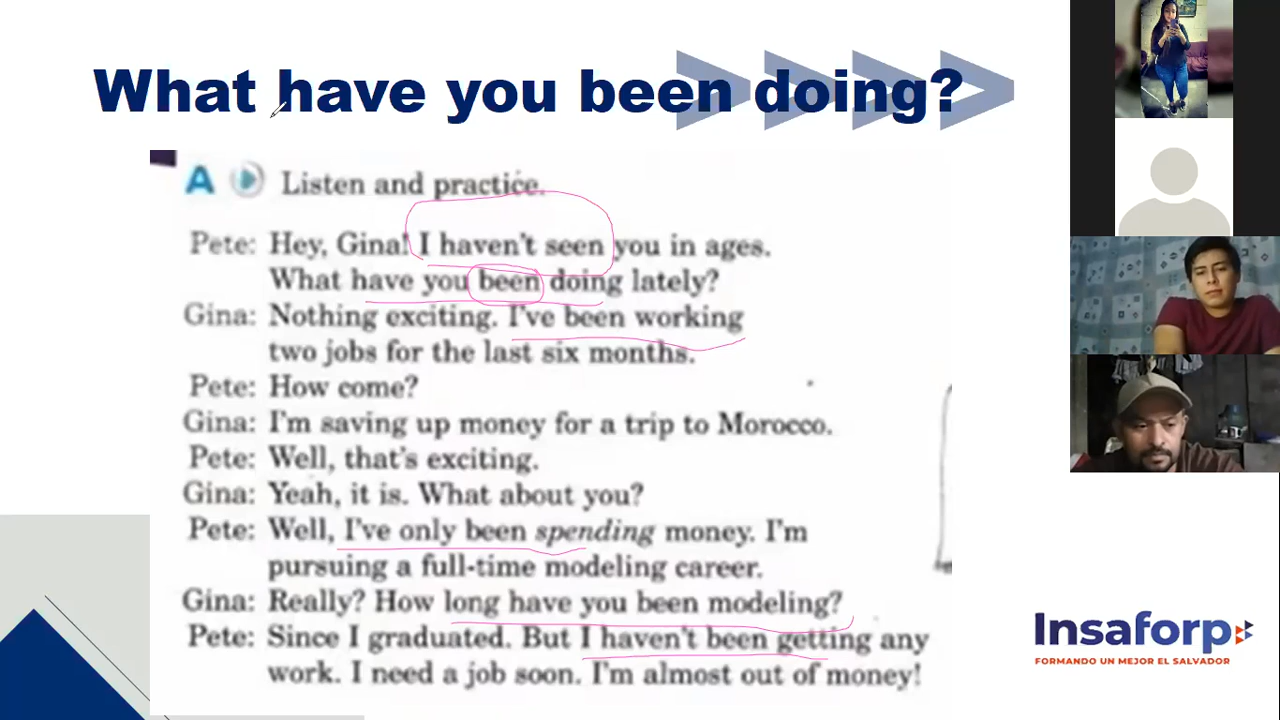 What have you been doing?
A Listen and practice.
Pete: Hey, Gina! I haven't seen you in ages.
What have you been doing lately?
Gina: Nothing exciting. I've been working
two jobs for the last six months.
Pete: How come?
Gina: I'm saving up money for a trip to Morocco.
Pete: Well, that's exciting.
Gina: Yeah, it is. What about you?
Pete: Well, I've only been spending money. I'm
pursuing a full-time modeling career.
Gina: Really? How long have you been modeling?
Pete: Since I graduated. But I haven't been getting any
work. I need a job soon. I'm almost out of money!
Insaforp
FORMANDO UN MEJOR EL SALVADOR